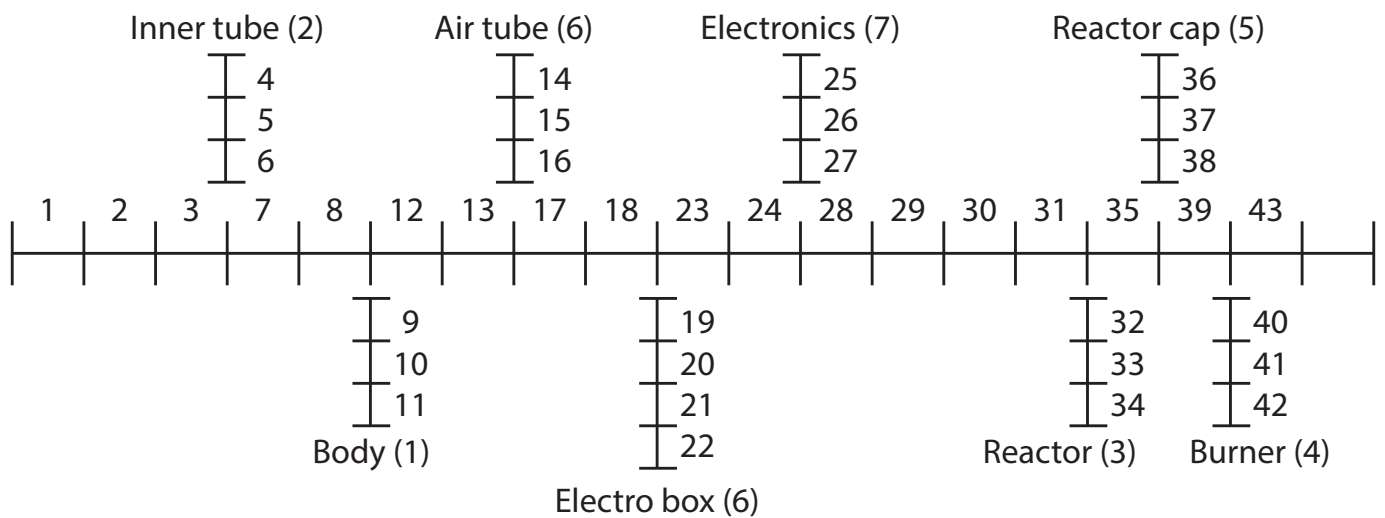 Inner tube (2) Air tube (6) Electronics (7) Reactor cap (5)
4 14 25 36
5 15 26 37
6 16 27 38
1 2 3 7 8 12 13 17 18 23 24 28 29 30 31 35 39 43
9 19 32 40
10 20 33 41
11 21 34 42
Body (1) 22 Reactor (3) Burner (4)
Electro box (6)